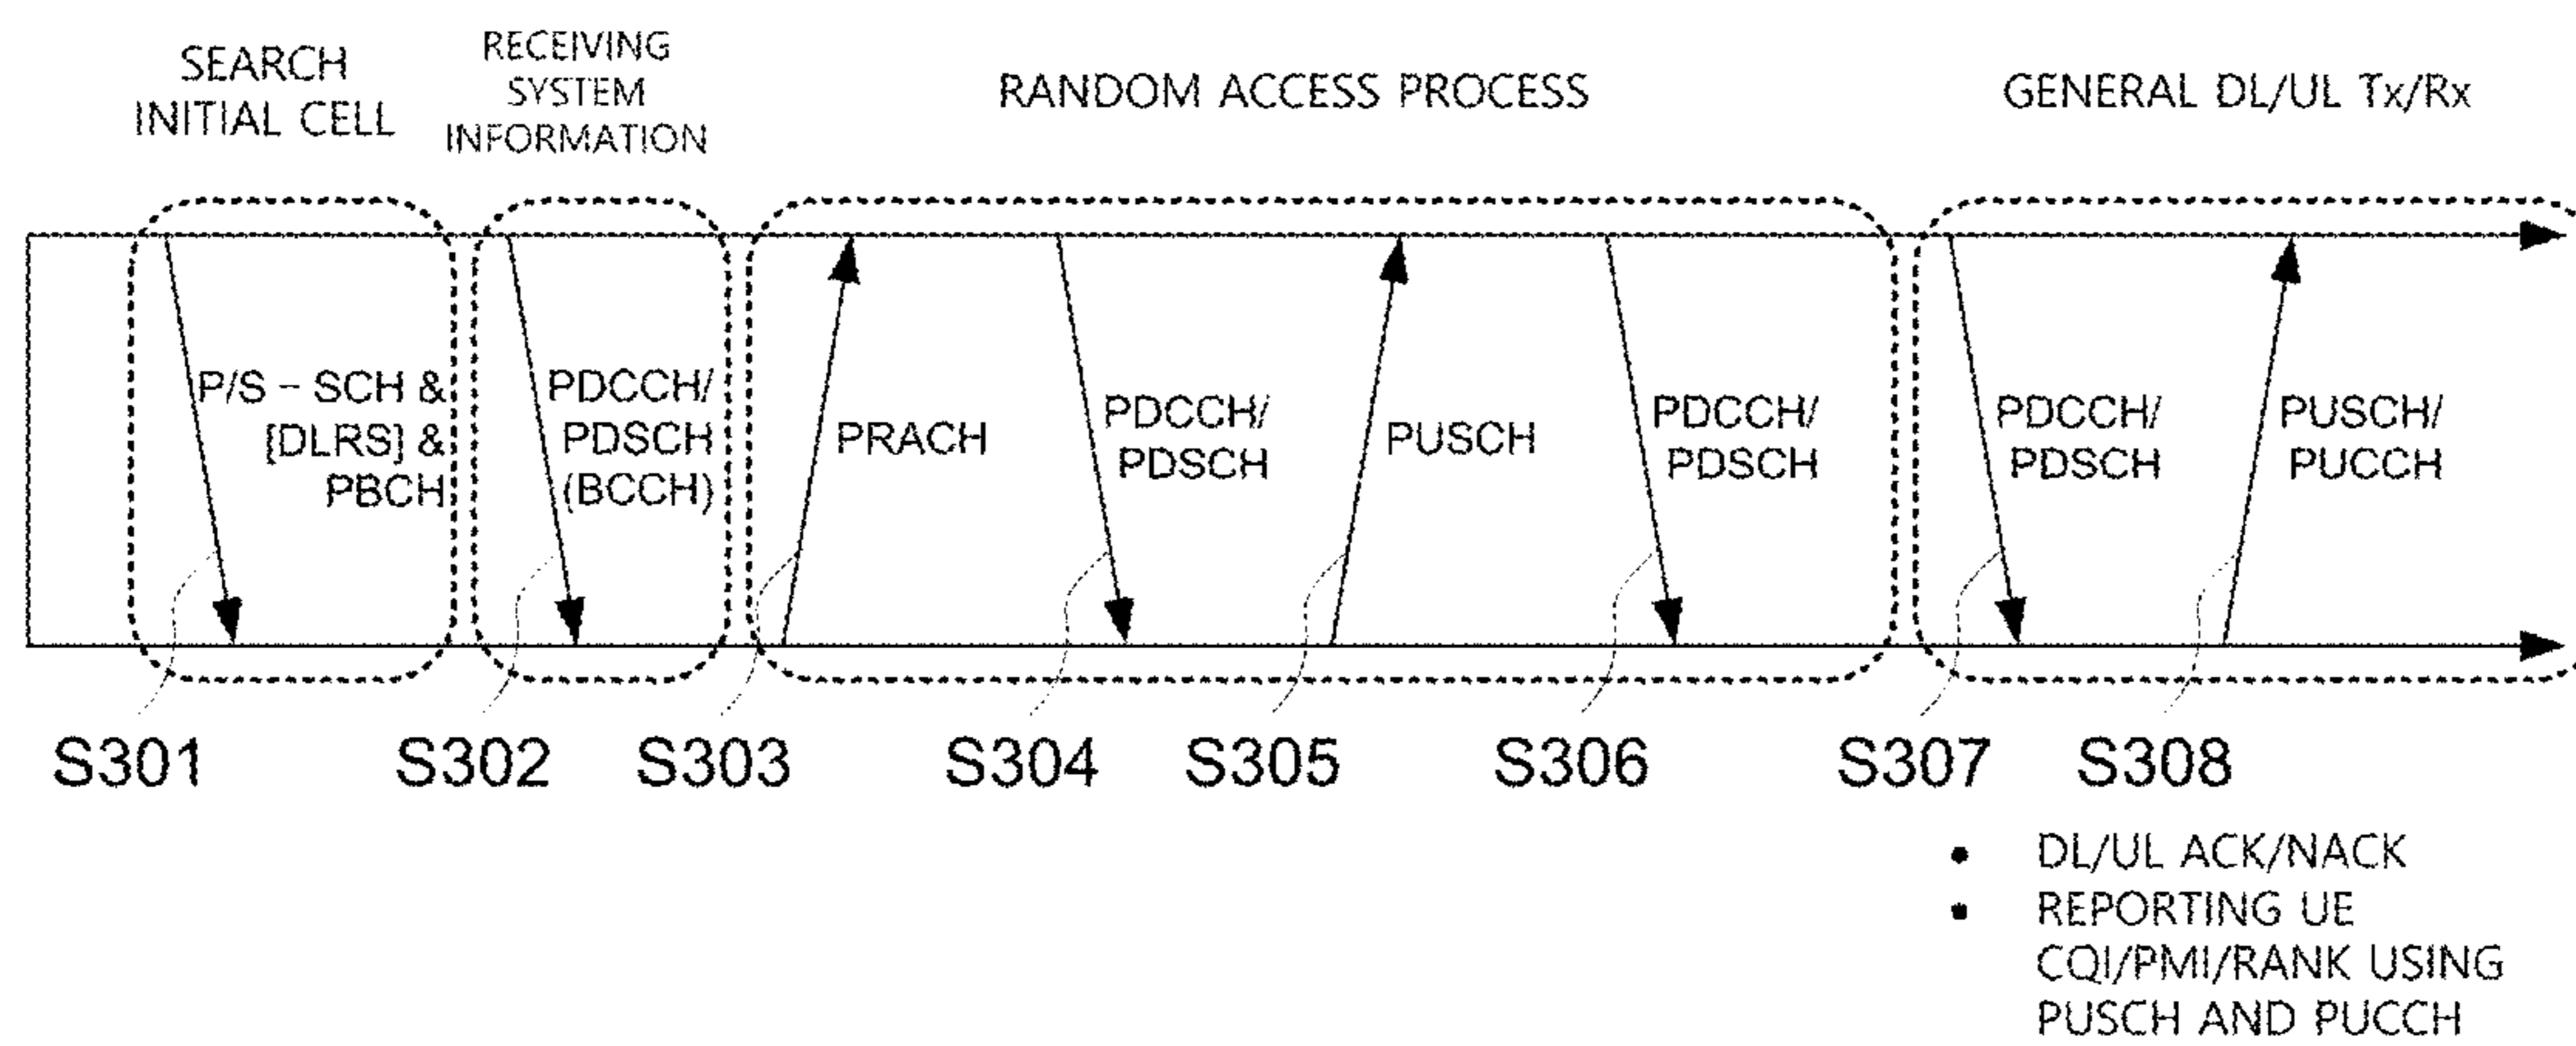 SEARCH
INITIAL CELL
RECEIVING
SYSTEM
INFORMATION
RANDOM ACCESS PROCESS
GENERAL DL/UL Tx/Rx
P/S – SCH &
[DLRS] &
PBCH
PDCCH/
PDSCH
(BCCH)
PRACH
PDCCH/
PDSCH
PUSCH
PDCCH/
PDSCH
PDCCH/
PDSCH
PUSCH/
PUCCH
S301
S302
S303
S304
S305
S306
S307
S308
• DL/UL ACK/NACK
• REPORTING UE
CQI/PMI/RANK USING
PUSCH AND PUCCH